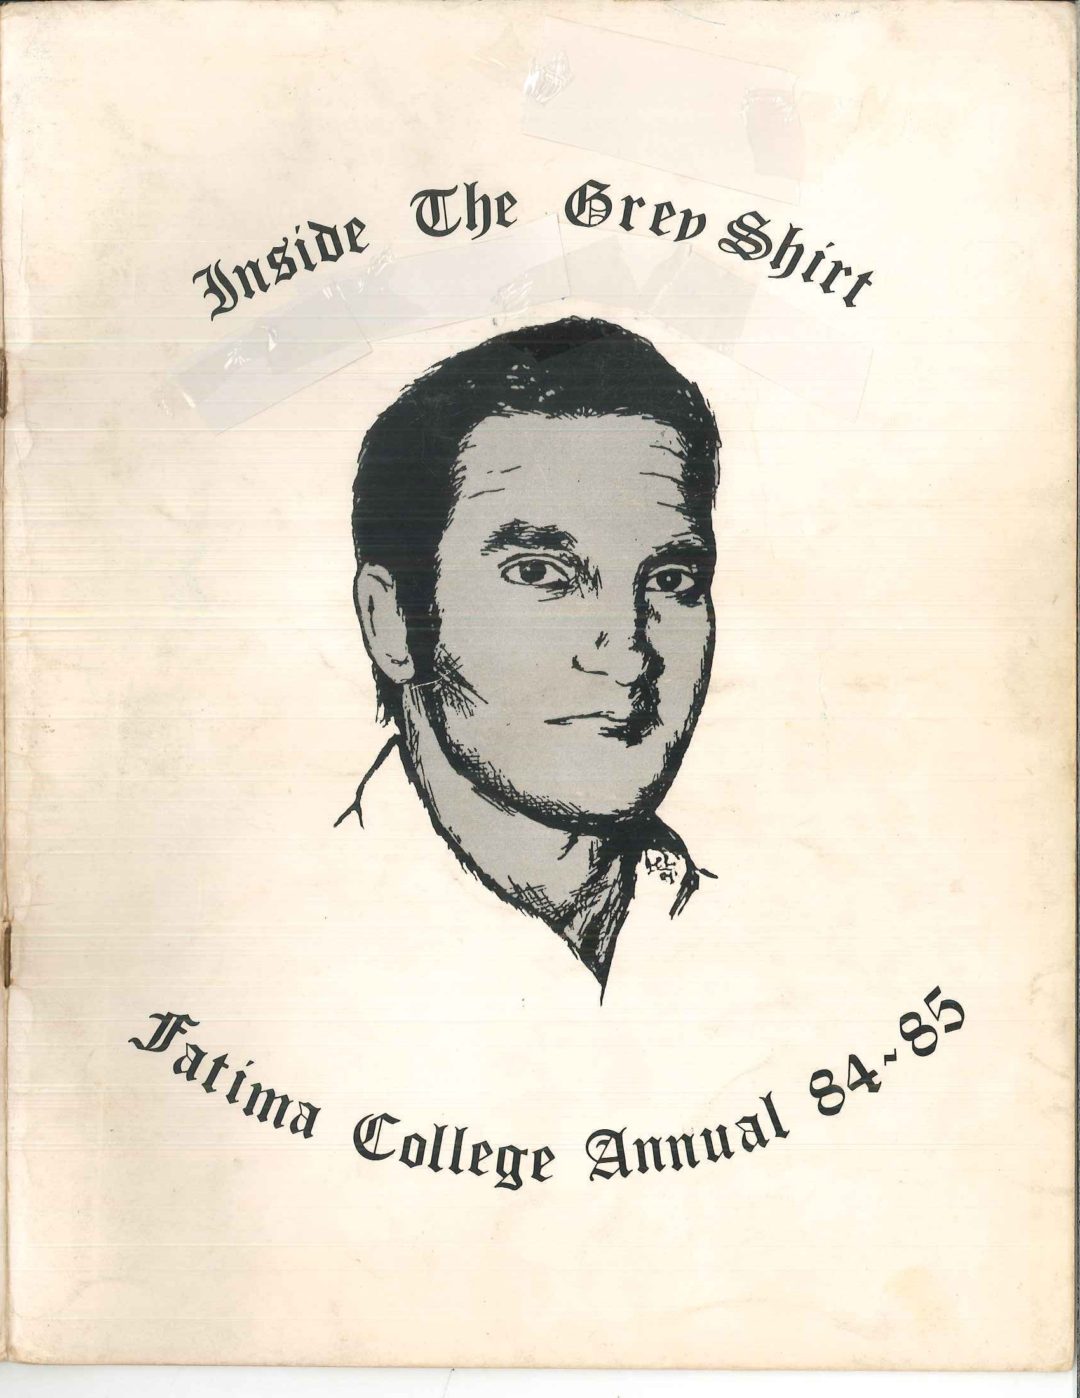 Inside The Grey Shirt
Fatima College Annual 84~85